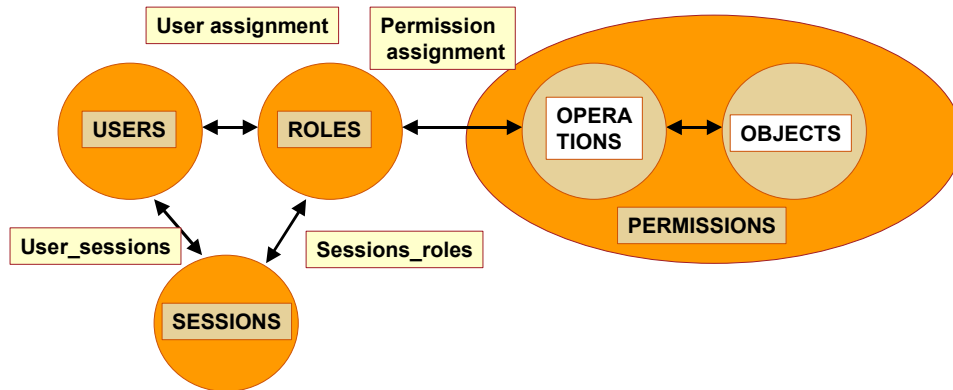 User assignment
Permission
assignment
USERS
ROLES
OPERA
TIONS
OBJECTS
PERMISSIONS
User_sessions
Sessions_roles
SESSIONS